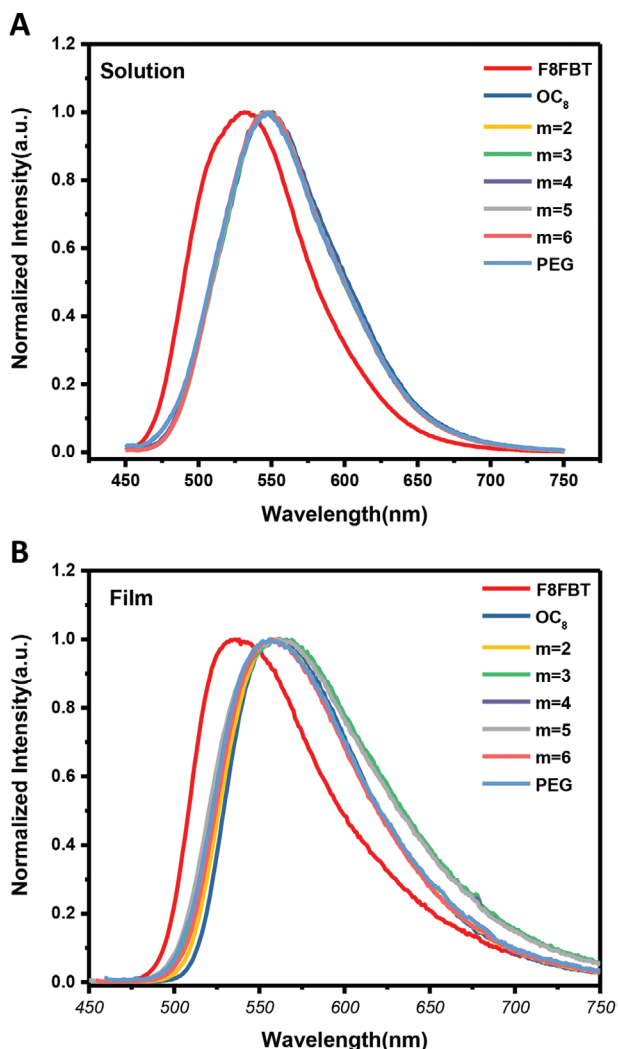 A
Solution
Normalized Intensity(a.u.)
1.2
1.0
0.8
0.6
0.4
0.2
0.0
F8FBT
OC₈
m=2
m=3
m=4
m=5
m=6
PEG
450 500 550 600 650 700 750
Wavelength(nm)
B
Film
Normalized Intensity(a.u.)
1.2
1.0
0.8
0.6
0.4
0.2
0.0
F8FBT
OC₈
m=2
m=3
m=4
m=5
m=6
PEG
450 500 550 600 650 700 750
Wavelength(nm)